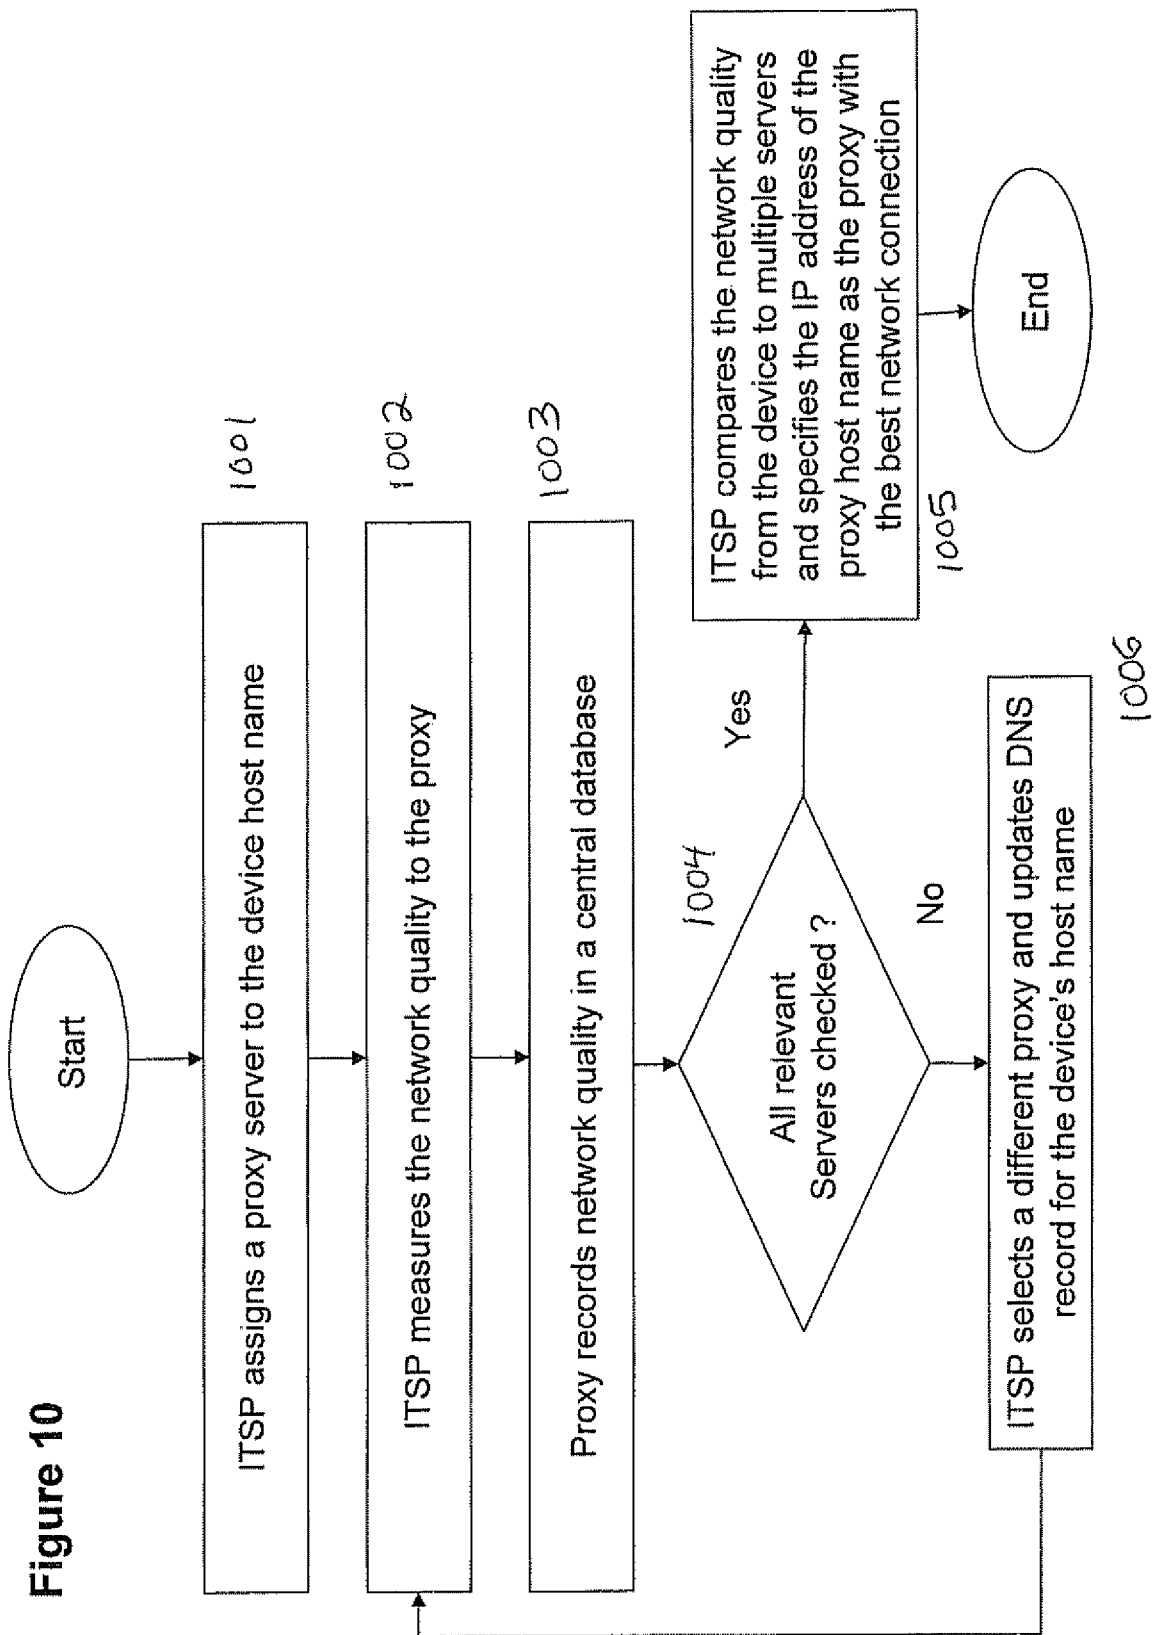 Figure 10
Start
ITSP assigns a proxy server to the device host name
1001
ITSP measures the network quality to the proxy
1002
Proxy records network quality in a central database
1003
All relevant
Servers checked ?
1004
Yes
ITSP compares the network quality
from the device to multiple servers
and specifies the IP address of the
proxy host name as the proxy with
the best network connection
1005
End
No
ITSP selects a different proxy and updates DNS
record for the device's host name
1006